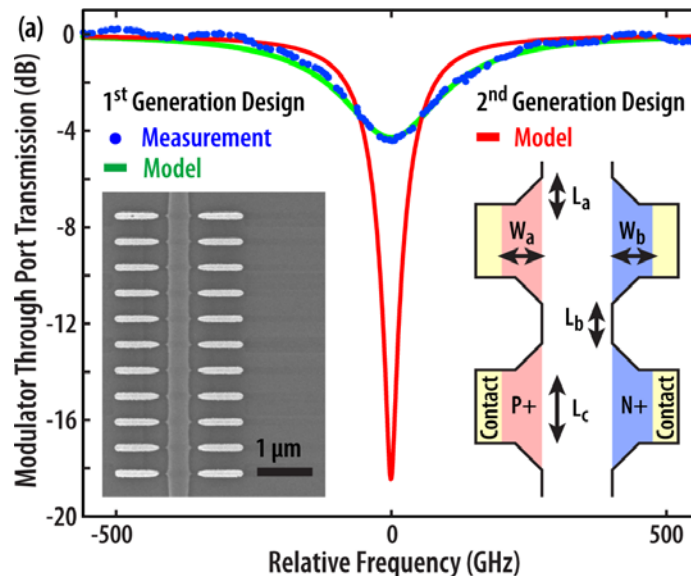 (a)
Modulator Through Port Transmission (dB)
0
-4
-8
-12
-16
-20
1st Generation Design
Measurement
Model
2nd Generation Design
Model
1 μm
La
Wa
Wb
Lb
Contact
P+
Lc
N+
Contact
-500
0
500
Relative Frequency (GHz)